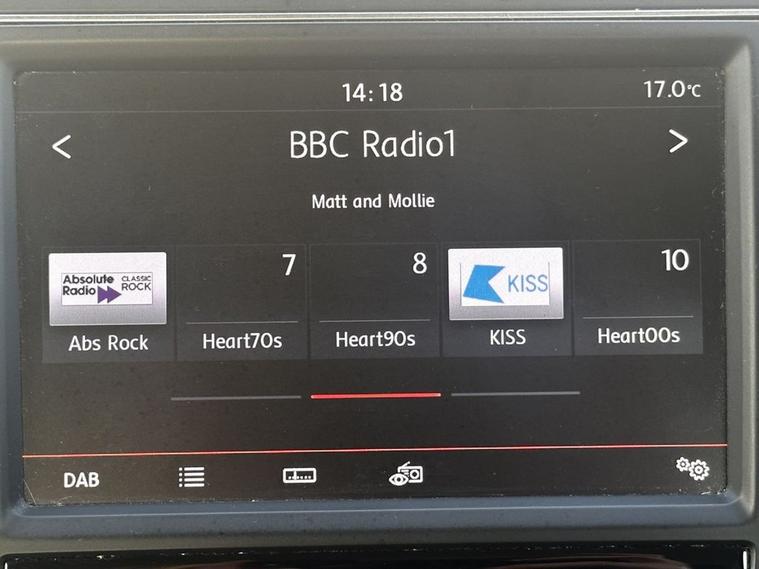 14:18
17.0°C
< BBC Radio1 >
Matt and Mollie
Absolute Radio CLASSIC ROCK
7
8
KISS
10
Abs Rock
Heart70s
Heart90s
KISS
Heart00s
DAB